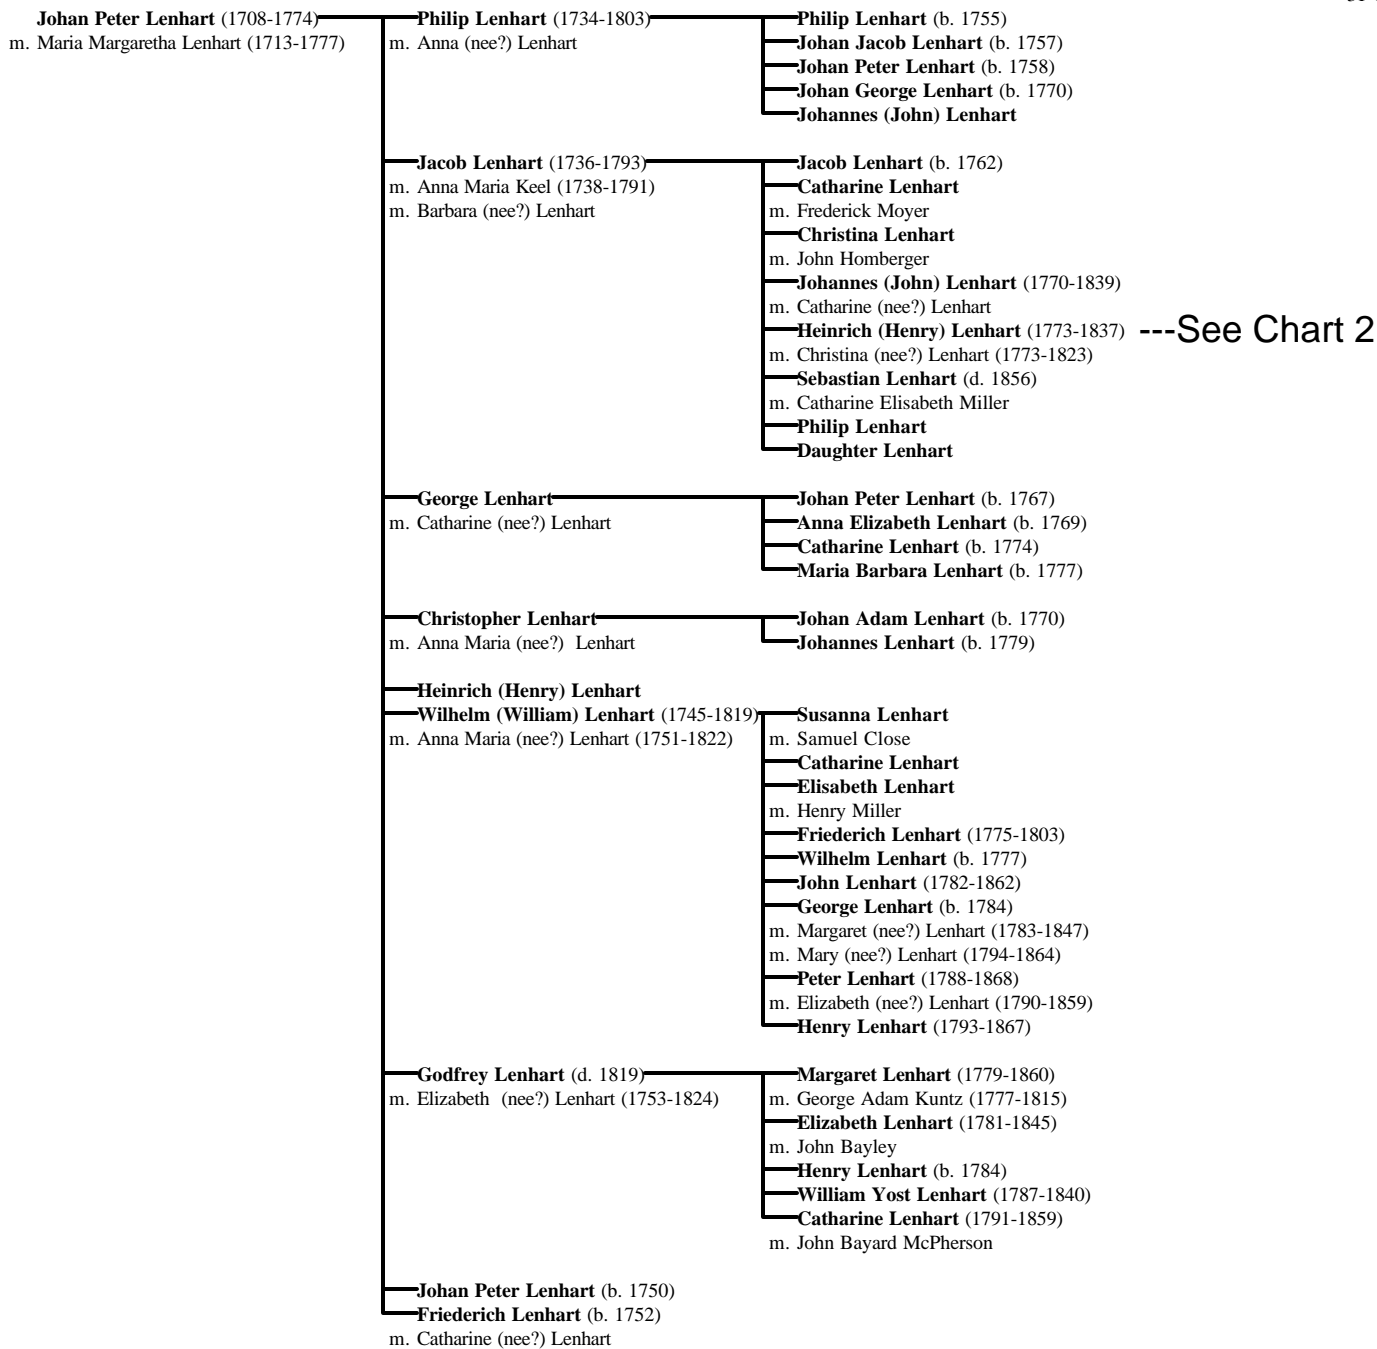 Johan Peter Lenhart (1708-1774)
m. Maria Margaretha Lenhart (1713-1777)
Philip Lenhart (1734-1803)
m. Anna (nee?) Lenhart
Philip Lenhart (b. 1755)
Johan Jacob Lenhart (b. 1757)
Johan Peter Lenhart (b. 1758)
Johan George Lenhart (b. 1770)
Johannes (John) Lenhart
Jacob Lenhart (1736-1793)
m. Anna Maria Keel (1738-1791)
m. Barbara (nee?) Lenhart
Jacob Lenhart (b. 1762)
Catharine Lenhart
m. Frederick Moyer
Christina Lenhart
m. John Homberger
Johannes (John) Lenhart (1770-1839)
m. Catharine (nee?) Lenhart
Heinrich (Henry) Lenhart (1773-1837) ---See Chart 2
m. Christina (nee?) Lenhart (1773-1823)
Sebastian Lenhart (d. 1856)
m. Catharine Elisabeth Miller
Philip Lenhart
Daughter Lenhart
George Lenhart
m. Catharine (nee?) Lenhart
Johan Peter Lenhart (b. 1767)
Anna Elizabeth Lenhart (b. 1769)
Catharine Lenhart (b. 1774)
Maria Barbara Lenhart (b. 1777)
Christopher Lenhart
m. Anna Maria (nee?) Lenhart
Johan Adam Lenhart (b. 1770)
Johannes Lenhart (b. 1779)
Heinrich (Henry) Lenhart
Wilhelm (William) Lenhart (1745-1819)
m. Anna Maria (nee?) Lenhart (1751-1822)
Susanna Lenhart
m. Samuel Close
Catharine Lenhart
Elisabeth Lenhart
m. Henry Miller
Friederich Lenhart (1775-1803)
Wilhelm Lenhart (b. 1777)
John Lenhart (1782-1862)
George Lenhart (b. 1784)
m. Margaret (nee?) Lenhart (1783-1847)
m. Mary (nee?) Lenhart (1794-1864)
Peter Lenhart (1788-1868)
m. Elizabeth (nee?) Lenhart (1790-1859)
Henry Lenhart (1793-1867)
Godfrey Lenhart (d. 1819)
m. Elizabeth (nee?) Lenhart (1753-1824)
Margaret Lenhart (1779-1860)
m. George Adam Kuntz (1777-1815)
Elizabeth Lenhart (1781-1845)
m. John Bayley
Henry Lenhart (b. 1784)
William Yost Lenhart (1787-1840)
Catharine Lenhart (1791-1859)
m. John Bayard McPherson
Johan Peter Lenhart (b. 1750)
Friederich Lenhart (b. 1752)
m. Catharine (nee?) Lenhart